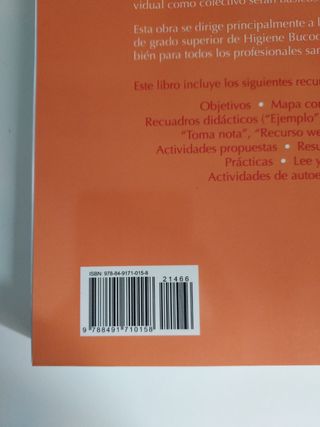 vidual como colectivo serán básicos
Esta obra se dirige principalmente a l
de grado superior de Higiene Bucod
bién para todos los profesionales san
Este libro incluye los siguientes recur
Objetivos • Mapa con
Recuadros didácticos ("Ejemplo"
"Toma nota", "Recurso we
Actividades propuestas • Resu
Prácticas • Lee y
Actividades de autoe
ISBN: 978-84-9171-015-8
21466
9 788491 710158